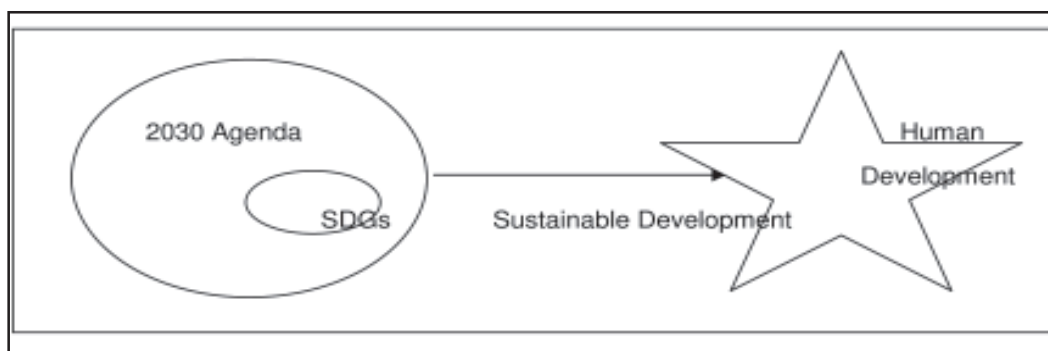 2030 Agenda
SDGs
Sustainable Development
Human
Development